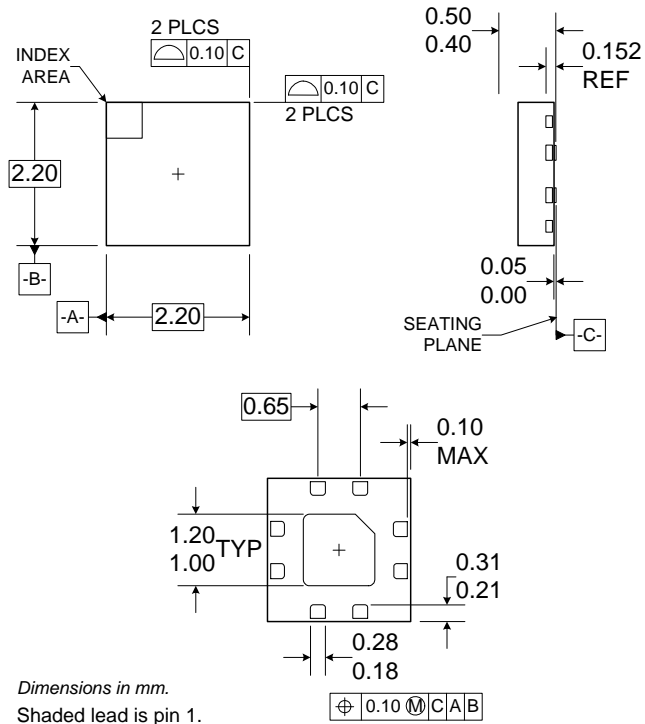 2 PLCS
⌓ 0.10 C
INDEX
AREA
⌓ 0.10 C
2 PLCS
2.20
-B-
-A-
2.20
0.50
0.40
0.152
REF
0.05
0.00
SEATING
PLANE
-C-
0.65
0.10
MAX
1.20
1.00
TYP
0.31
0.21
0.28
0.18
⌖ 0.10 Ⓜ C A B
Dimensions in mm.
Shaded lead is pin 1.